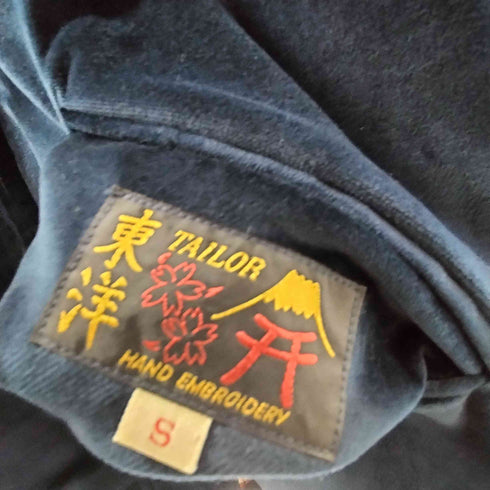 東洋
TAILOR
HAND EMBROIDERY
S